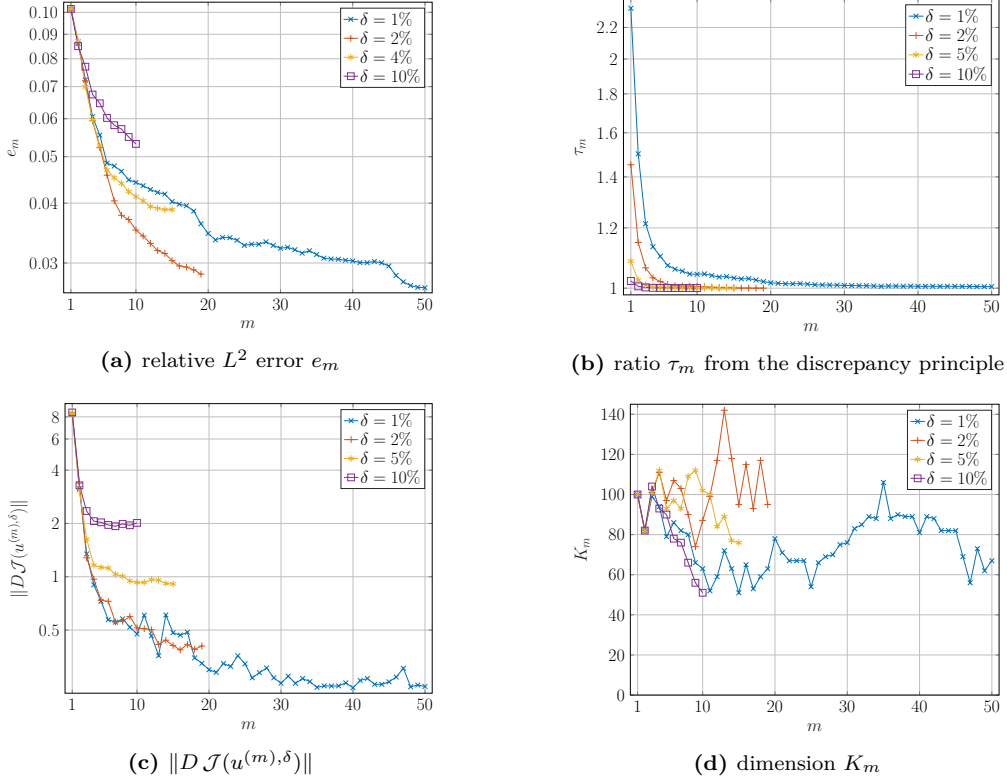 0.10
0.09
0.08
0.07
0.06
0.05
0.04
0.03
e_m
1
10
20
30
40
50
m
δ = 1%
δ = 2%
δ = 4%
δ = 10%
(a) relative L² error e_m
2.2
2
1.8
1.6
1.4
1.2
1
τ_m
1
10
20
30
40
50
m
δ = 1%
δ = 2%
δ = 5%
δ = 10%
(b) ratio τ_m from the discrepancy principle
8
4
2
1
0.5
‖D J(u^{(m),δ})‖
1
10
20
30
40
50
m
δ = 1%
δ = 2%
δ = 5%
δ = 10%
(c) ‖D J(u^{(m),δ})‖
140
120
100
80
60
40
20
0
K_m
1
10
20
30
40
50
m
δ = 1%
δ = 2%
δ = 5%
δ = 10%
(d) dimension K_m